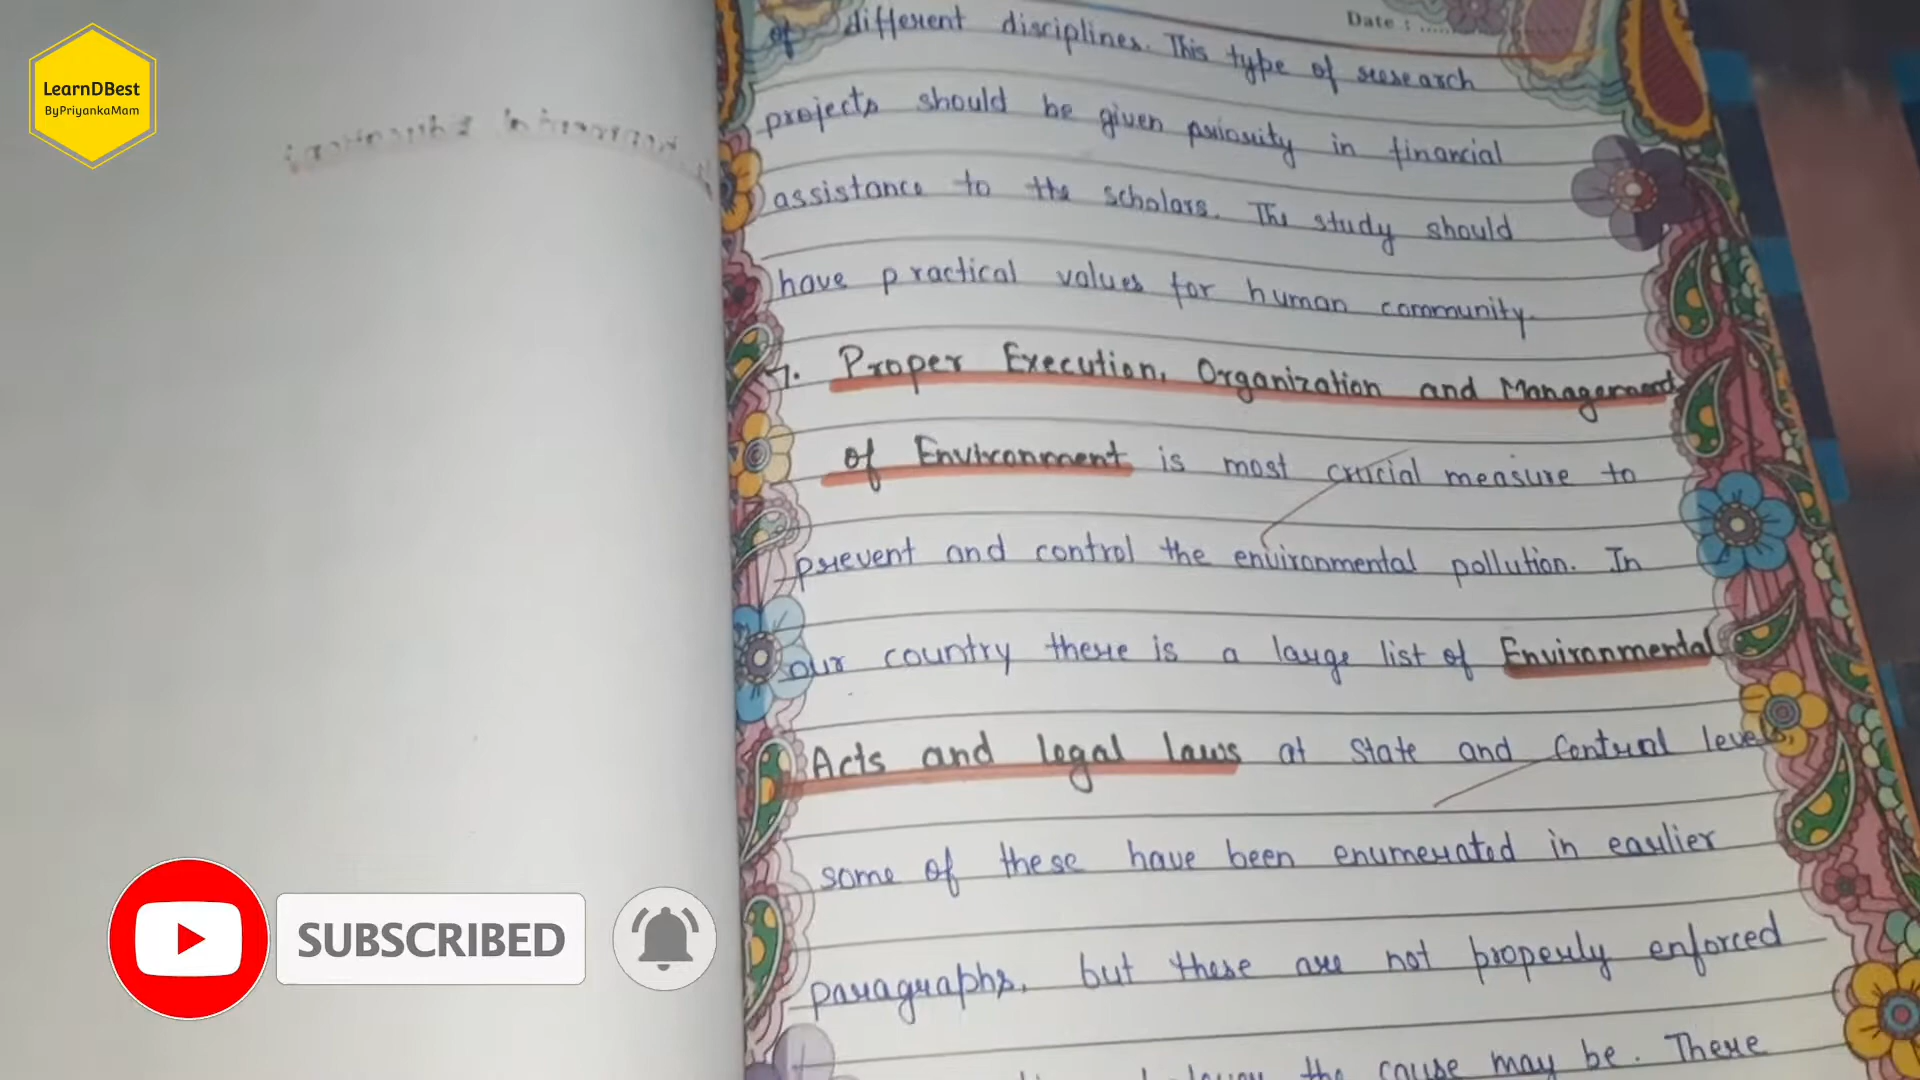 LearnDBest
ByPriyankaMam
Date : ......
of different disciplines. This type of research
projects should be given priority in financial
assistance to the scholars. The study should
have practical values for human community.
7. Proper Execution, Organization and Management
of Environment is most crucial measure to
prevent and control the environmental pollution. In
our country there is a large list of Environmental
Acts and legal laws at State and Central levels,
some of these have been enumerated in earlier
paragraphs, but these are not properly enforced
the cause may be. There
SUBSCRIBED